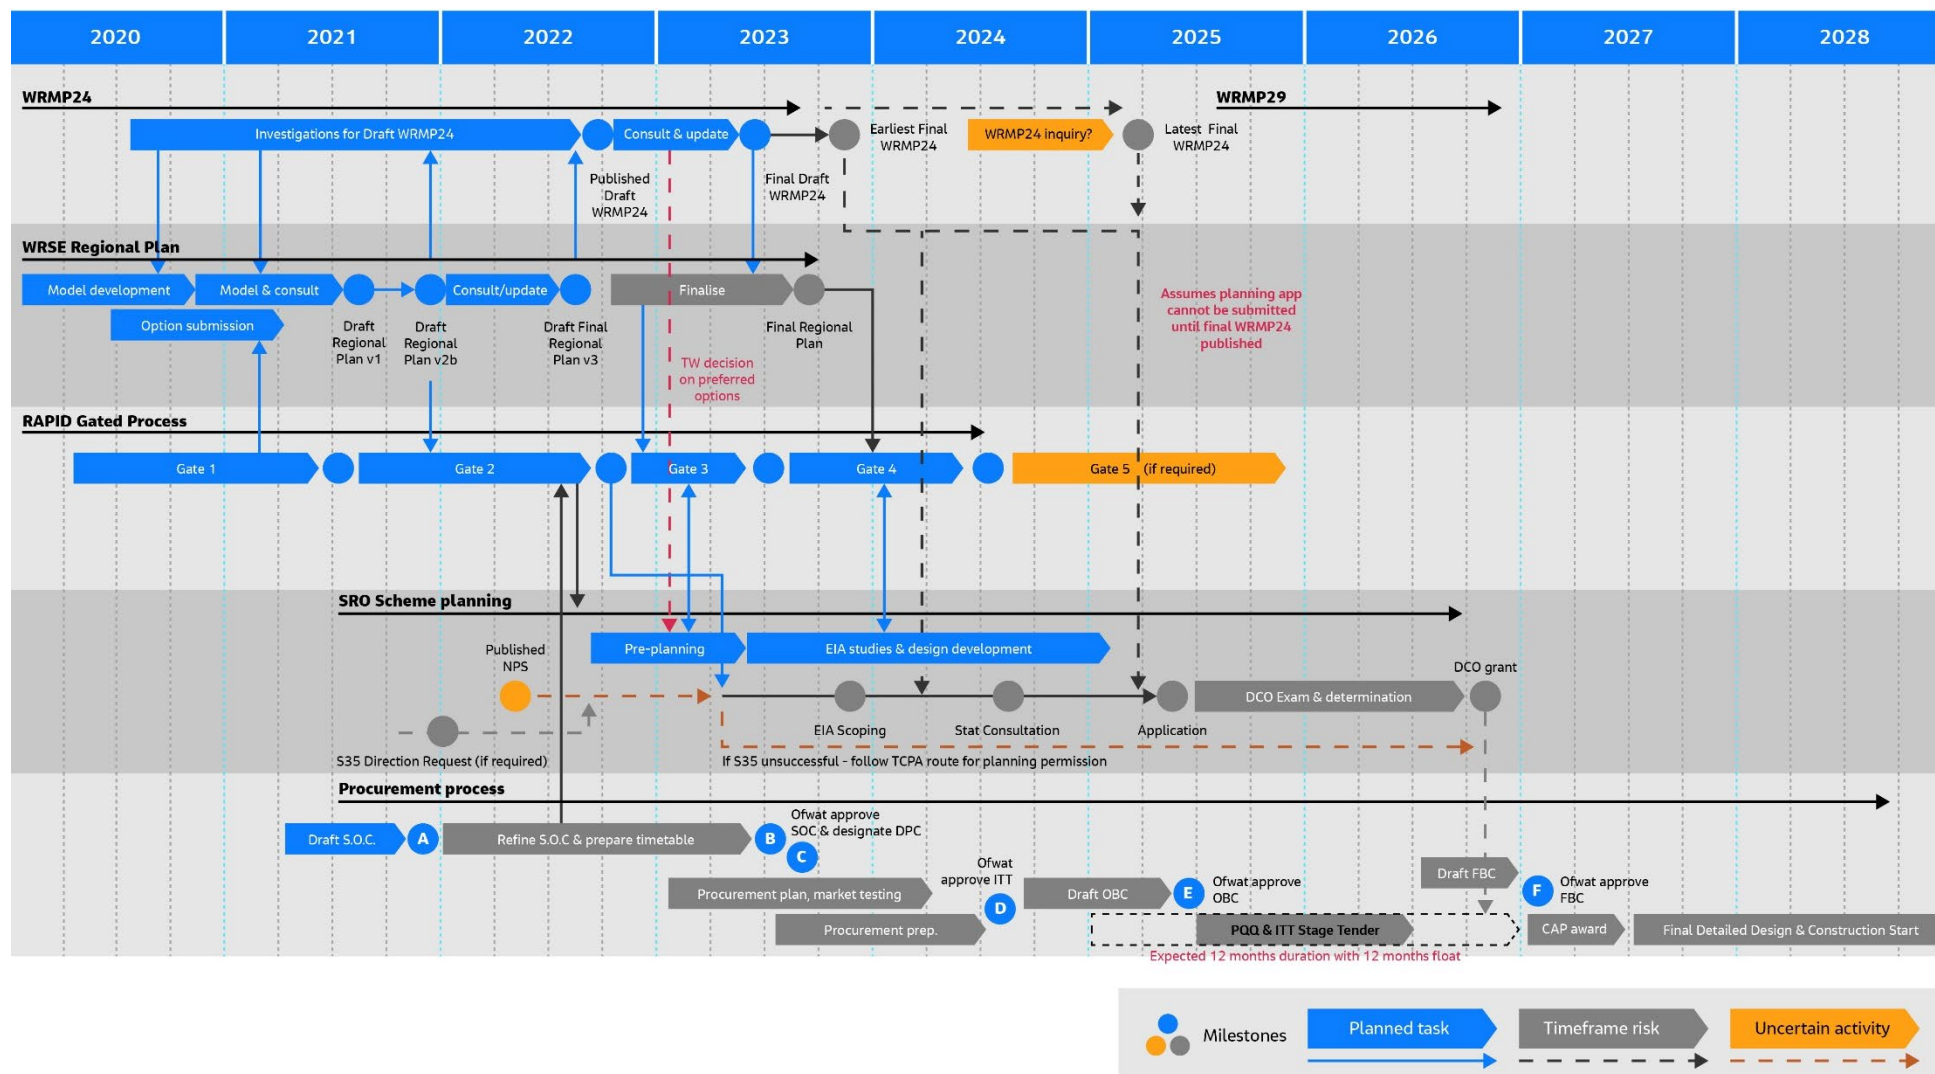 2020 2021 2022 2023 2024 2025 2026 2027 2028
WRMP24
WRMP29
Investigations for Draft WRMP24
Consult & update
Earliest Final
WRMP24
WRMP24 inquiry?
Latest Final
WRMP24
Published
Draft
WRMP24
Final Draft
WRMP24
WRSE Regional Plan
Model development
Model & consult
Consult/update
Finalise
Option submission
Draft
Regional
Plan v1
Draft
Regional
Plan v2b
Draft Final
Regional
Plan v3
Final Regional
Plan
TW decision
on preferred
options
Assumes planning app
cannot be submitted
until final WRMP24
published
RAPID Gated Process
Gate 1
Gate 2
Gate 3
Gate 4
Gate 5 (if required)
SRO Scheme planning
Pre-planning
EIA studies & design development
Published
NPS
DCO grant
DCO Exam & determination
EIA Scoping
Stat Consultation
Application
S35 Direction Request (if required)
If S35 unsuccessful - follow TCPA route for planning permission
Procurement process
Draft S.O.C.
A
Refine S.O.C & prepare timetable
B
Ofwat approve
SOC & designate DPC
C
Procurement plan, market testing
Ofwat
approve ITT
D
Draft OBC
E
Ofwat approve
OBC
Draft FBC
F
Ofwat approve
FBC
Procurement prep.
PQQ & ITT Stage Tender
CAP award
Final Detailed Design & Construction Start
Expected 12 months duration with 12 months float
Milestones
Planned task
Timeframe risk
Uncertain activity